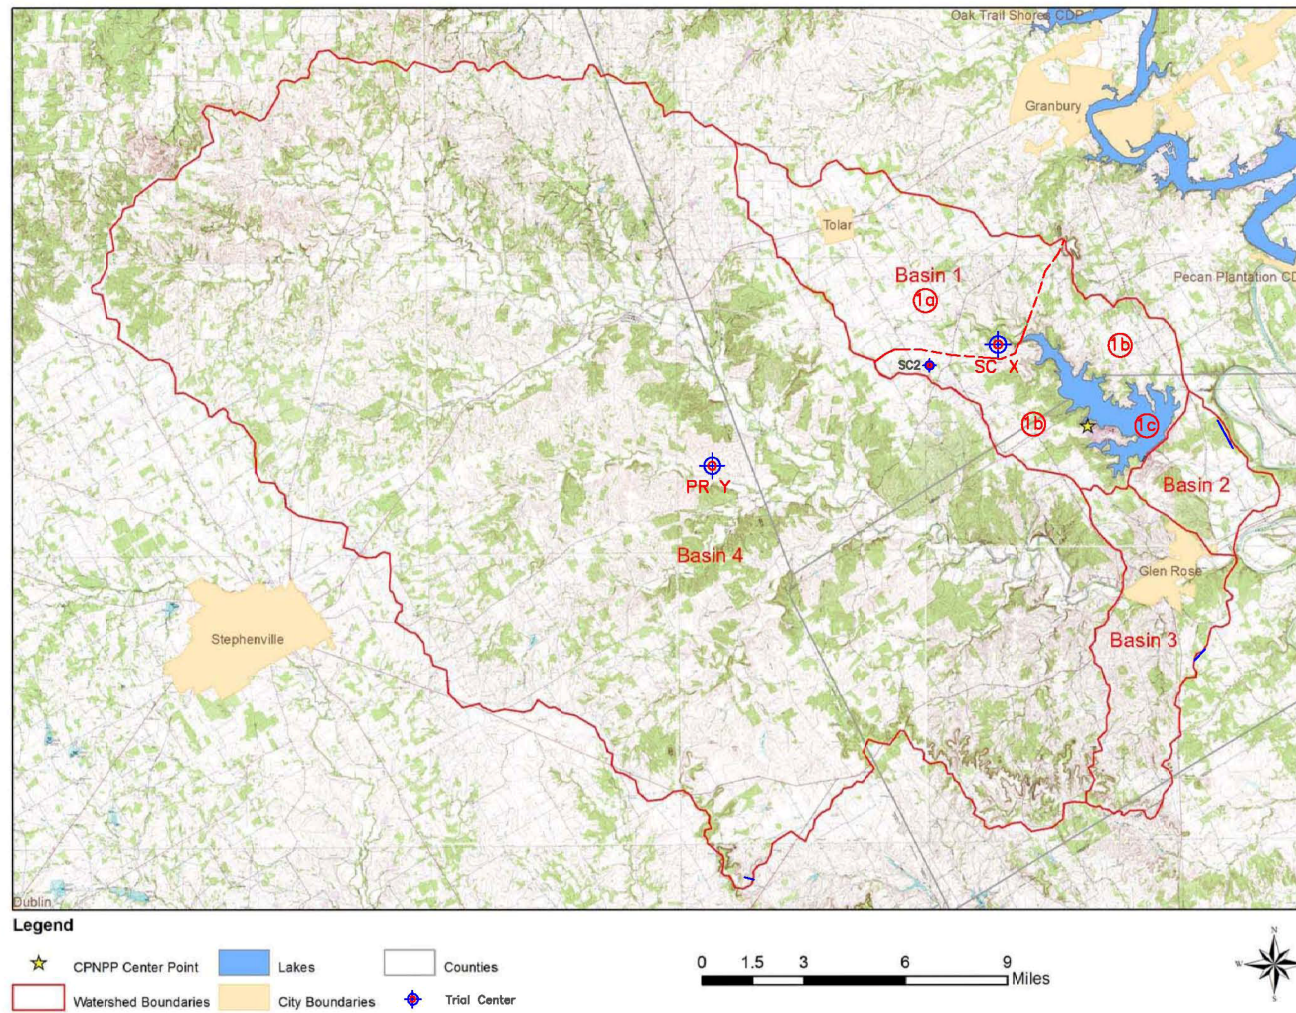 Oak Trail Shores CDP
Granbury
Tolar
Pecan Plantation CD
Basin 1
1a
1b
SC X
SC2
1b
1c
PR Y
Basin 2
Basin 4
Glen Rose
Stephenville
Basin 3
Dublin
Legend
CPNPP Center Point
Lakes
Counties
Watershed Boundaries
City Boundaries
Trial Center
0 1.5 3 6 9
Miles
N
W
S